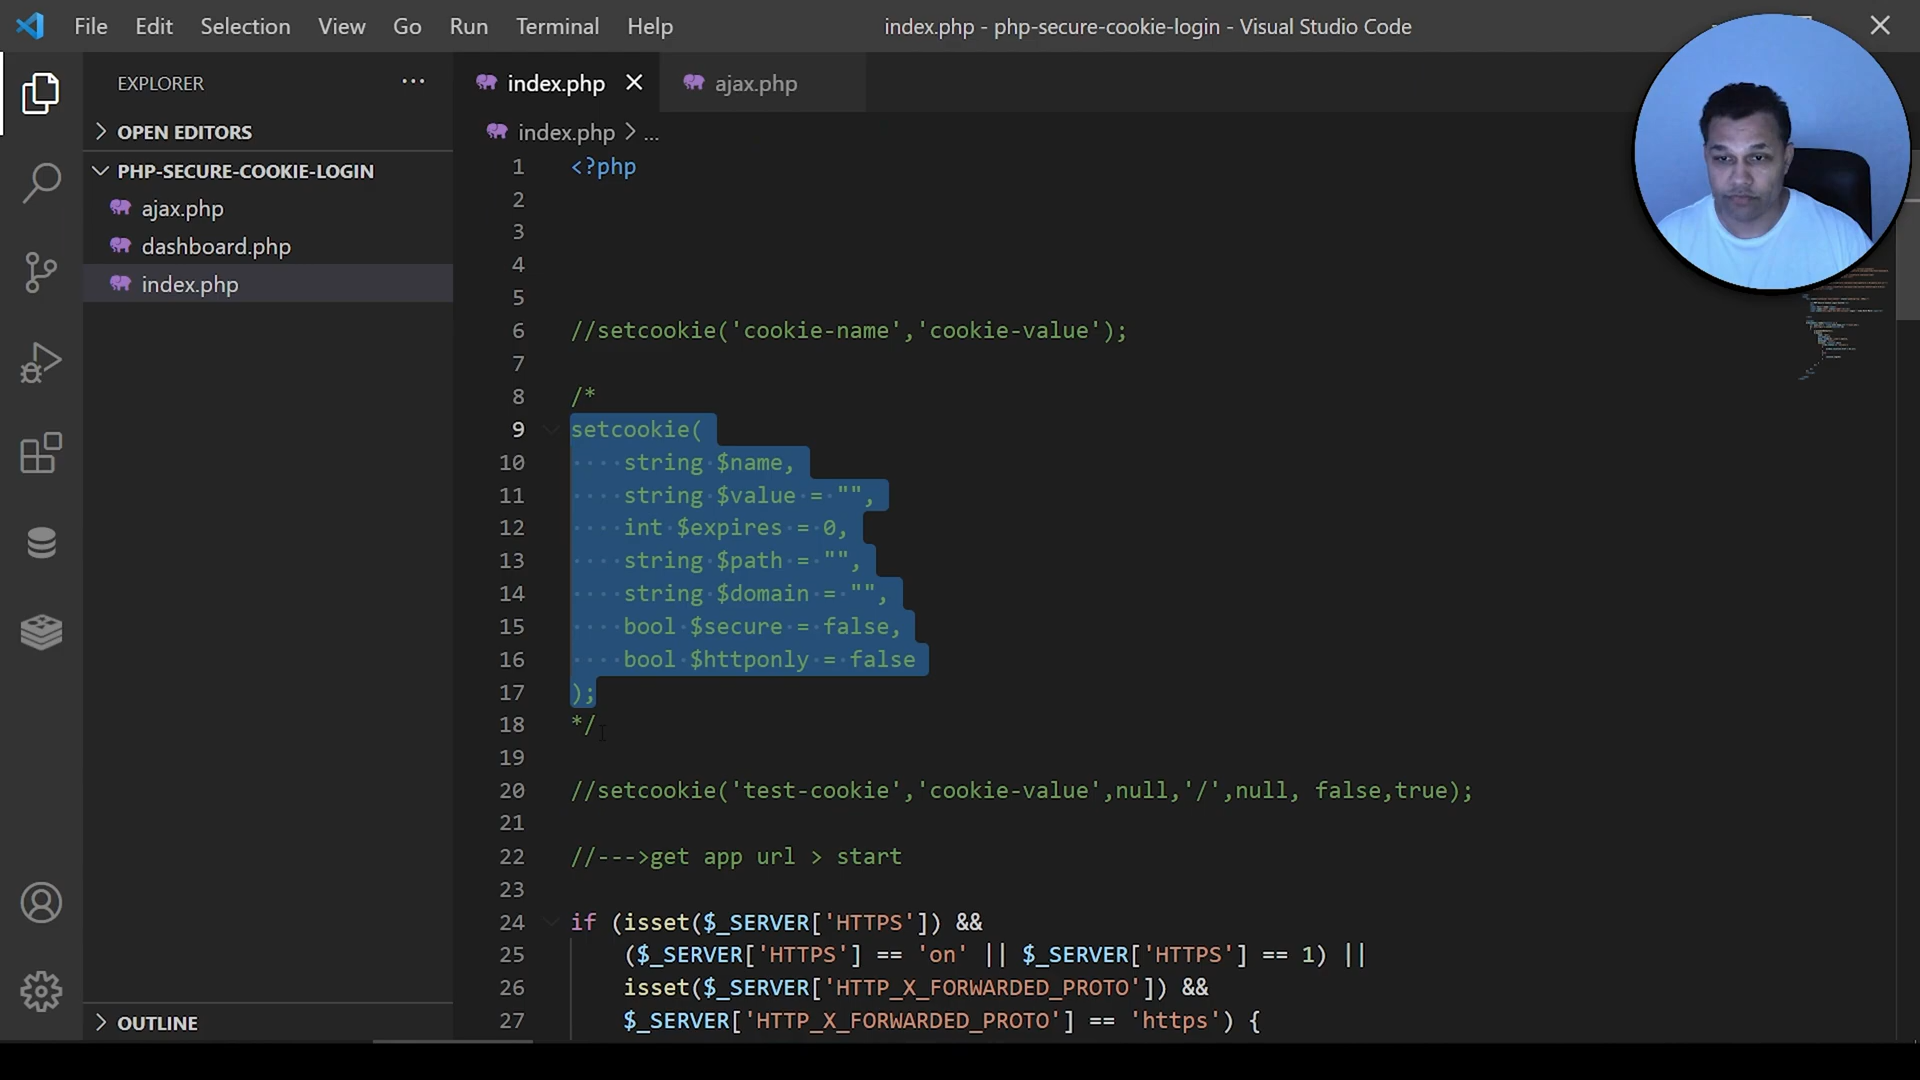 File Edit Selection View Go Run Terminal Help
index.php - php-secure-cookie-login - Visual Studio Code
EXPLORER
OPEN EDITORS
PHP-SECURE-COOKIE-LOGIN
ajax.php
dashboard.php
index.php
OUTLINE
index.php ajax.php
index.php > ...
1 <?php
2
3
4
5
6 //setcookie('cookie-name','cookie-value');
7
8 /*
9 setcookie(
10 string $name,
11 string $value = "",
12 int $expires = 0,
13 string $path = "",
14 string $domain = "",
15 bool $secure = false,
16 bool $httponly = false
17 );
18 */
19
20 //setcookie('test-cookie','cookie-value',null,'/',null, false,true);
21
22 //--->get app url > start
23
24 if (isset($_SERVER['HTTPS']) &&
25 ($_SERVER['HTTPS'] == 'on' || $_SERVER['HTTPS'] == 1) ||
26 isset($_SERVER['HTTP_X_FORWARDED_PROTO']) &&
27 $_SERVER['HTTP_X_FORWARDED_PROTO'] == 'https') {